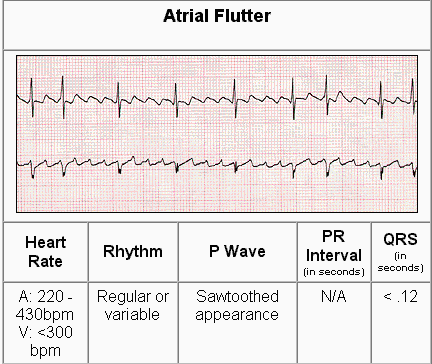 Atrial Flutter
Heart
Rate
Rhythm
P Wave
PR
Interval
(in seconds)
QRS
(in
seconds)
A: 220 -
430bpm
V: <300
bpm
Regular or
variable
Sawtoothed
appearance
N/A
< .12